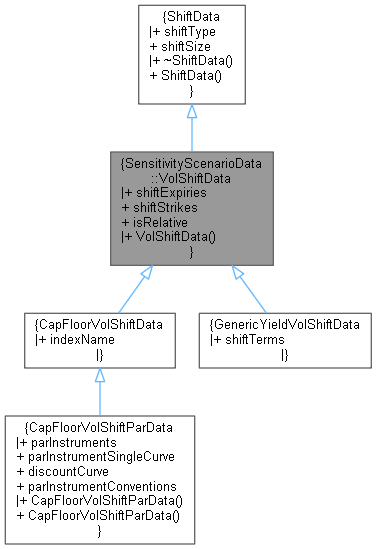 {ShiftData
|+ shiftType
+ shiftSize
|+ ~ShiftData()
+ ShiftData()
}
{SensitivityScenarioData
::VolShiftData
|+ shiftExpiries
+ shiftStrikes
+ isRelative
|+ VolShiftData()
}
{CapFloorVolShiftData
|+ indexName
|}
{GenericYieldVolShiftData
|+ shiftTerms
|}
{CapFloorVolShiftParData
|+ parInstruments
+ parInstrumentSingleCurve
+ discountCurve
+ parInstrumentConventions
|+ CapFloorVolShiftParData()
+ CapFloorVolShiftParData()
}